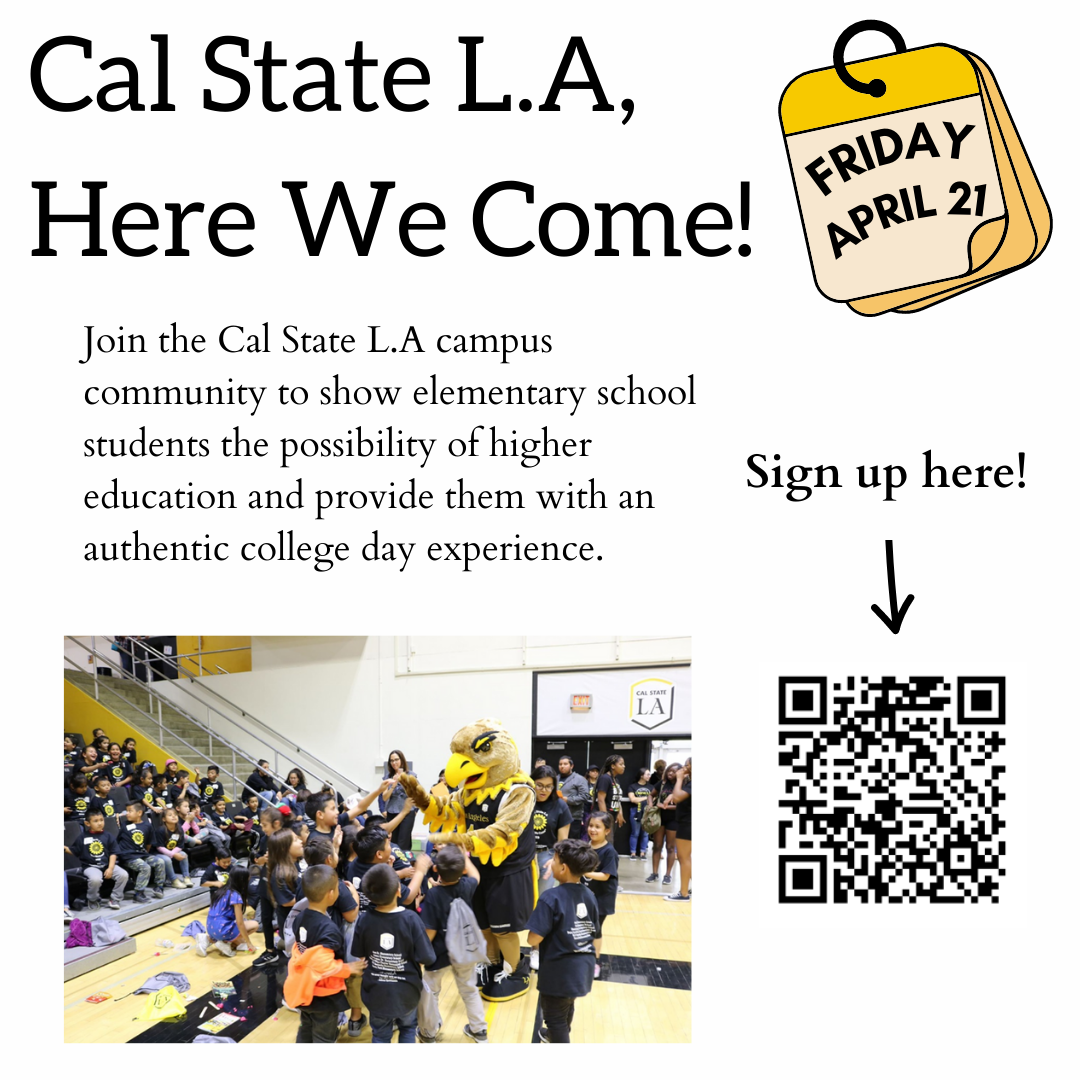 Cal State L.A,
Here We Come!
FRIDAY
APRIL 21
Join the Cal State L.A campus
community to show elementary school
students the possibility of higher
education and provide them with an
authentic college day experience.
Sign up here!
CAL STATE
LA